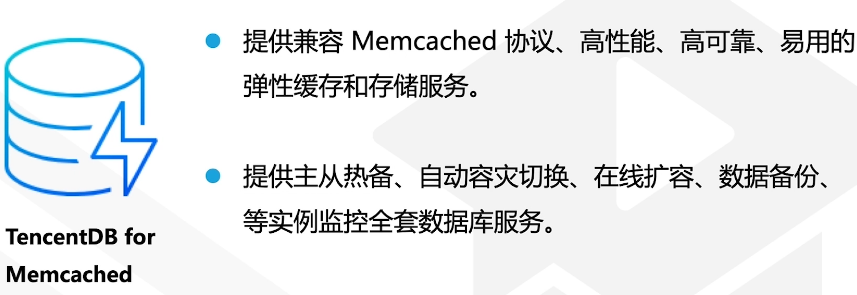 提供兼容 Memcached 协议、高性能、高可靠、易用的
弹性缓存和存储服务。
提供主从热备、自动容灾切换、在线扩容、数据备份、
等实例监控全套数据库服务。
TencentDB for
Memcached